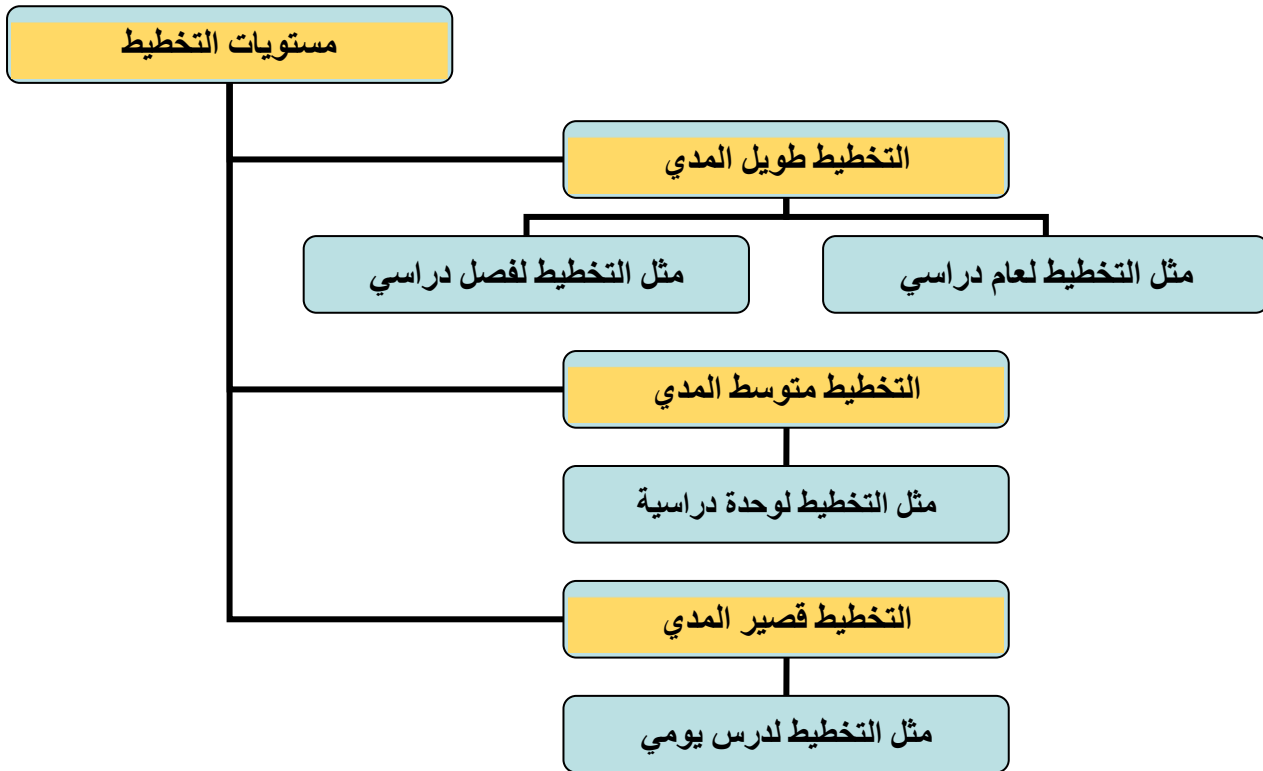 مستويات التخطيط
التخطيط طويل المدي
مثل التخطيط لعام دراسي
مثل التخطيط لفصل دراسي
التخطيط متوسط المدي
مثل التخطيط لوحدة دراسية
التخطيط قصير المدي
مثل التخطيط لدرس يومي